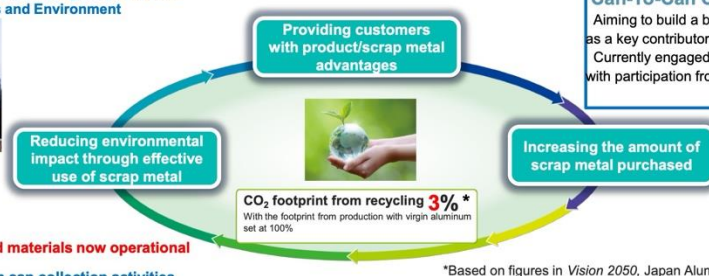 s and Environment
Providing customers
with product/scrap metal
advantages
Aiming to build a b
as a key contributor
Currently engaged
with participation fro
Reducing environmental
impact through effective
use of scrap metal
Increasing the amount of
scrap metal purchased
CO₂ footprint from recycling 3% *
With the footprint from production with virgin aluminum
set at 100%
d materials now operational
*Based on figures in Vision 2050, Japan Alum